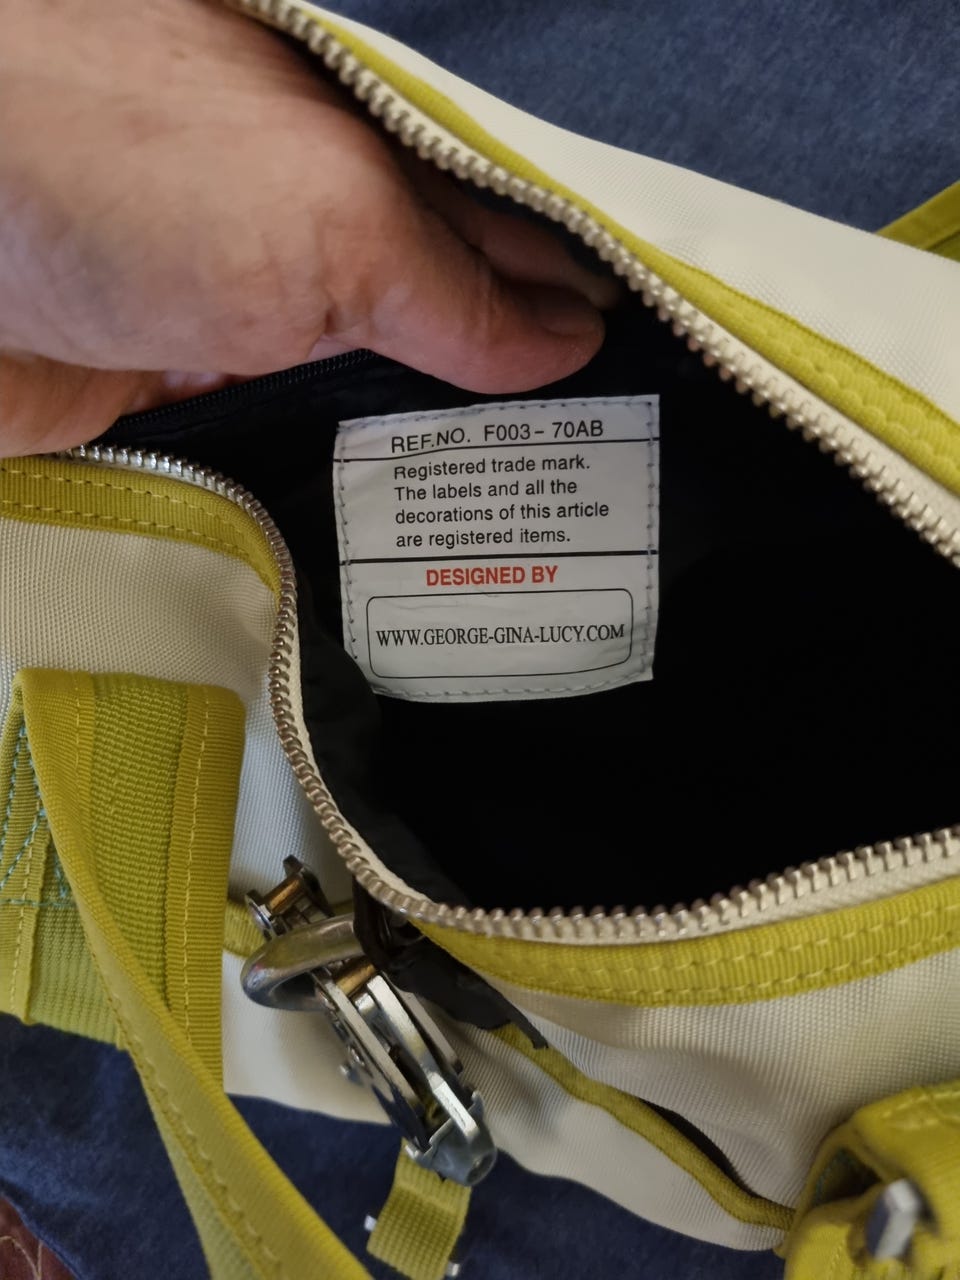 REF.NO. F003-70AB
Registered trade mark.
The labels and all the
decorations of this article
are registered items.
DESIGNED BY
WWW.GEORGE-GINA-LUCY.COM